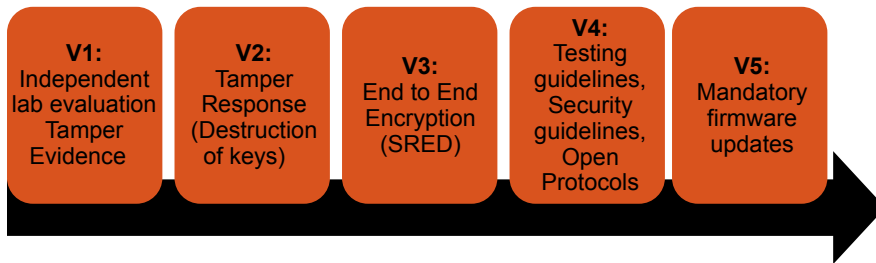 V1:
Independent
lab evaluation
Tamper
Evidence
V2:
Tamper
Response
(Destruction
of keys)
V3:
End to End
Encryption
(SRED)
V4:
Testing
guidelines,
Security
guidelines,
Open
Protocols
V5:
Mandatory
firmware
updates